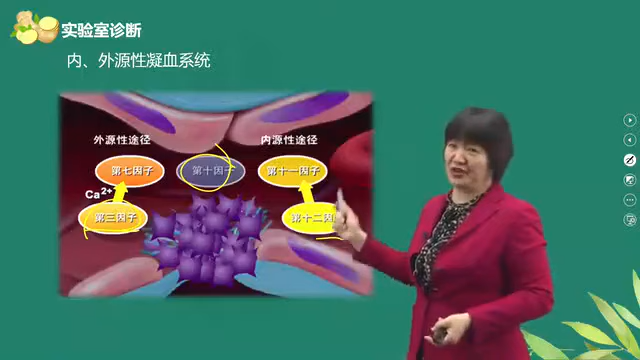 实验室诊断
内、外源性凝血系统
外源性途径
内源性途径
第七因子
第十因子
第十一因子
Ca²⁺
第三因子
第十二因